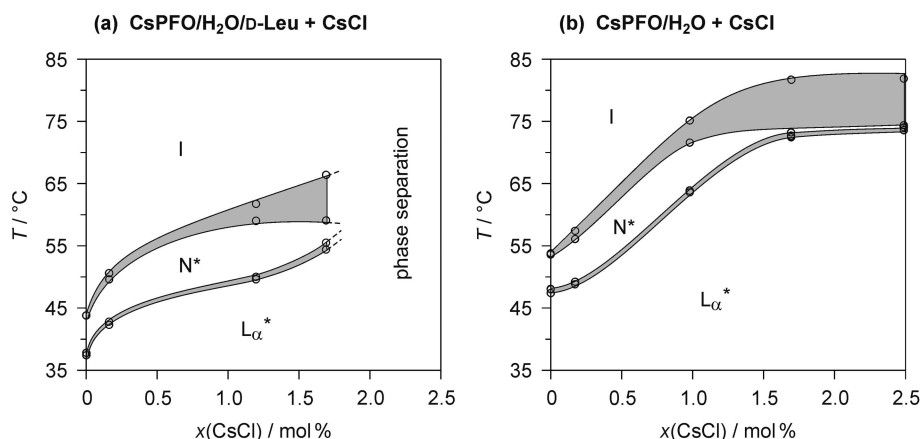 (a) CsPFO/H₂O/D-Leu + CsCl
85
75
65
55
45
35
T / °C
I
N*
Lα*
phase separation
0 0.5 1.0 1.5 2.0 2.5
x(CsCl) / mol %
(b) CsPFO/H₂O + CsCl
85
75
65
55
45
35
T / °C
I
N*
Lα*
0 0.5 1.0 1.5 2.0 2.5
x(CsCl) / mol %